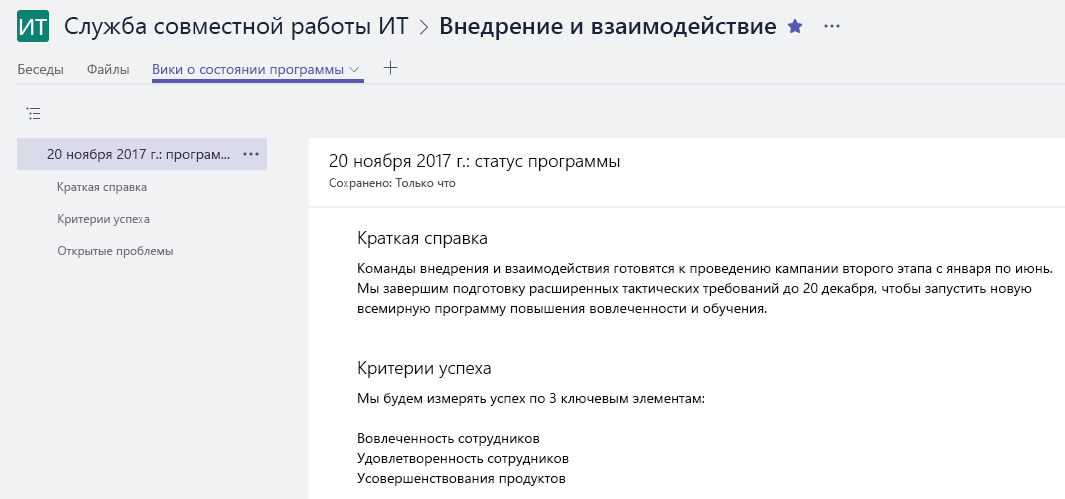 ИТ Служба совместной работы ИТ > Внедрение и взаимодействие ...
Беседы Файлы Вики о состоянии программы +
20 ноября 2017 г.: програм... ...
Краткая справка
Критерии успеха
Открытые проблемы
20 ноября 2017 г.: статус программы
Сохранено: Только что
Краткая справка
Команды внедрения и взаимодействия готовятся к проведению кампании второго этапа с января по июнь.
Мы завершим подготовку расширенных тактических требований до 20 декабря, чтобы запустить новую
всемирную программу повышения вовлеченности и обучения.
Критерии успеха
Мы будем измерять успех по 3 ключевым элементам:
Вовлеченность сотрудников
Удовлетворенность сотрудников
Усовершенствования продуктов